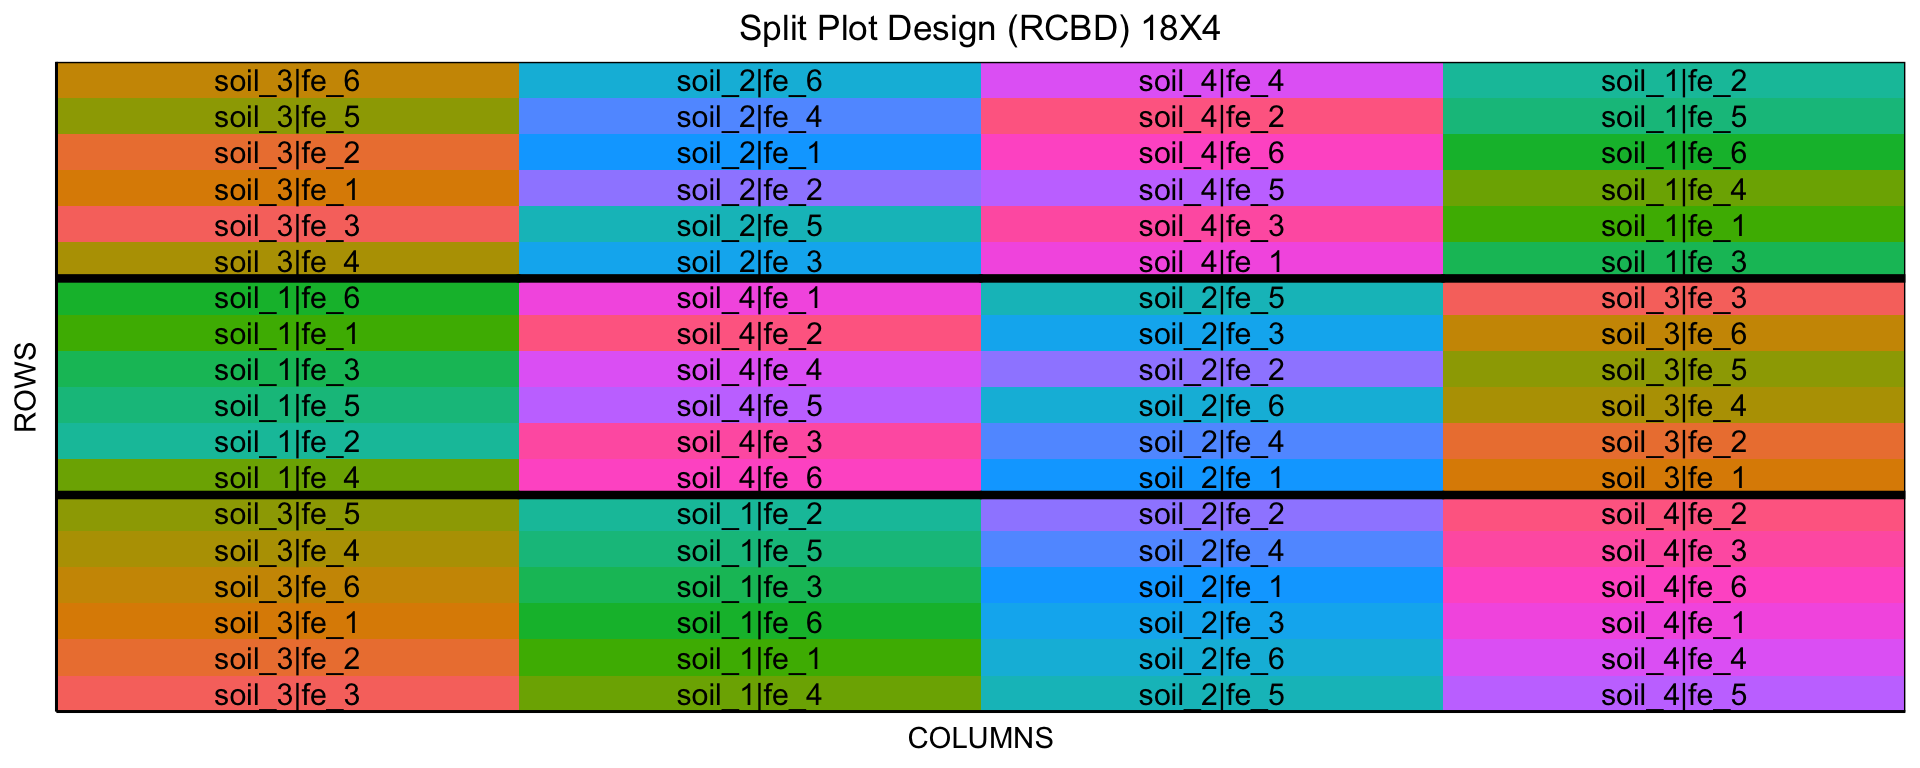 Split Plot Design (RCBD) 18X4
soil_3|fe_6 soil_2|fe_6 soil_4|fe_4 soil_1|fe_2
soil_3|fe_5 soil_2|fe_4 soil_4|fe_2 soil_1|fe_5
soil_3|fe_2 soil_2|fe_1 soil_4|fe_6 soil_1|fe_6
soil_3|fe_1 soil_2|fe_2 soil_4|fe_5 soil_1|fe_4
soil_3|fe_3 soil_2|fe_5 soil_4|fe_3 soil_1|fe_1
soil_3|fe_4 soil_2|fe_3 soil_4|fe_1 soil_1|fe_3
soil_1|fe_6 soil_4|fe_1 soil_2|fe_5 soil_3|fe_3
soil_1|fe_1 soil_4|fe_2 soil_2|fe_3 soil_3|fe_6
soil_1|fe_3 soil_4|fe_4 soil_2|fe_2 soil_3|fe_5
soil_1|fe_5 soil_4|fe_5 soil_2|fe_6 soil_3|fe_4
soil_1|fe_2 soil_4|fe_3 soil_2|fe_4 soil_3|fe_2
soil_1|fe_4 soil_4|fe_6 soil_2|fe_1 soil_3|fe_1
soil_3|fe_5 soil_1|fe_2 soil_2|fe_2 soil_4|fe_2
soil_3|fe_4 soil_1|fe_5 soil_2|fe_4 soil_4|fe_3
soil_3|fe_6 soil_1|fe_3 soil_2|fe_1 soil_4|fe_6
soil_3|fe_1 soil_1|fe_6 soil_2|fe_3 soil_4|fe_1
soil_3|fe_2 soil_1|fe_1 soil_2|fe_6 soil_4|fe_4
soil_3|fe_3 soil_1|fe_4 soil_2|fe_5 soil_4|fe_5
ROWS
COLUMNS